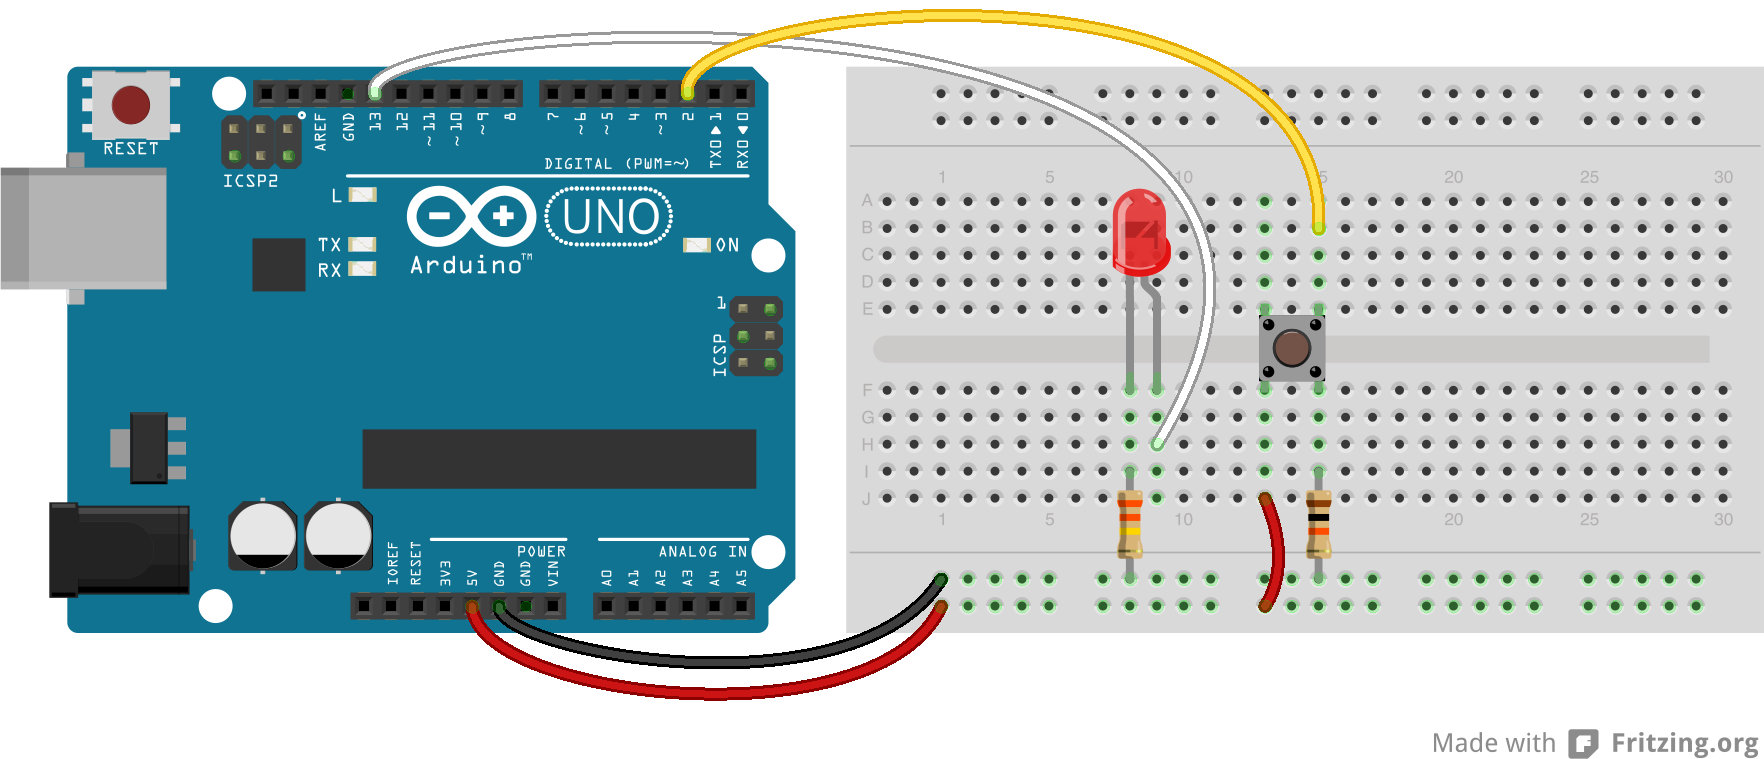 RESET
ICSP2
AREF
GND
13
12
~11
~10
~9
8
7
~6
~5
4
~3
2
TX0▶1
RX0◀0
DIGITAL (PWM=~)
L
TX
RX
UNO
Arduino™
ON
1
ICSP
IOREF
RESET
3V3
5V
GND
GND
VIN
POWER
ANALOG IN
A0
A1
A2
A3
A4
A5
1 5 10 15 20 25 30
A
B
C
D
E
F
G
H
I
J
1 5 10 15 20 25 30
Made with Fritzing.org